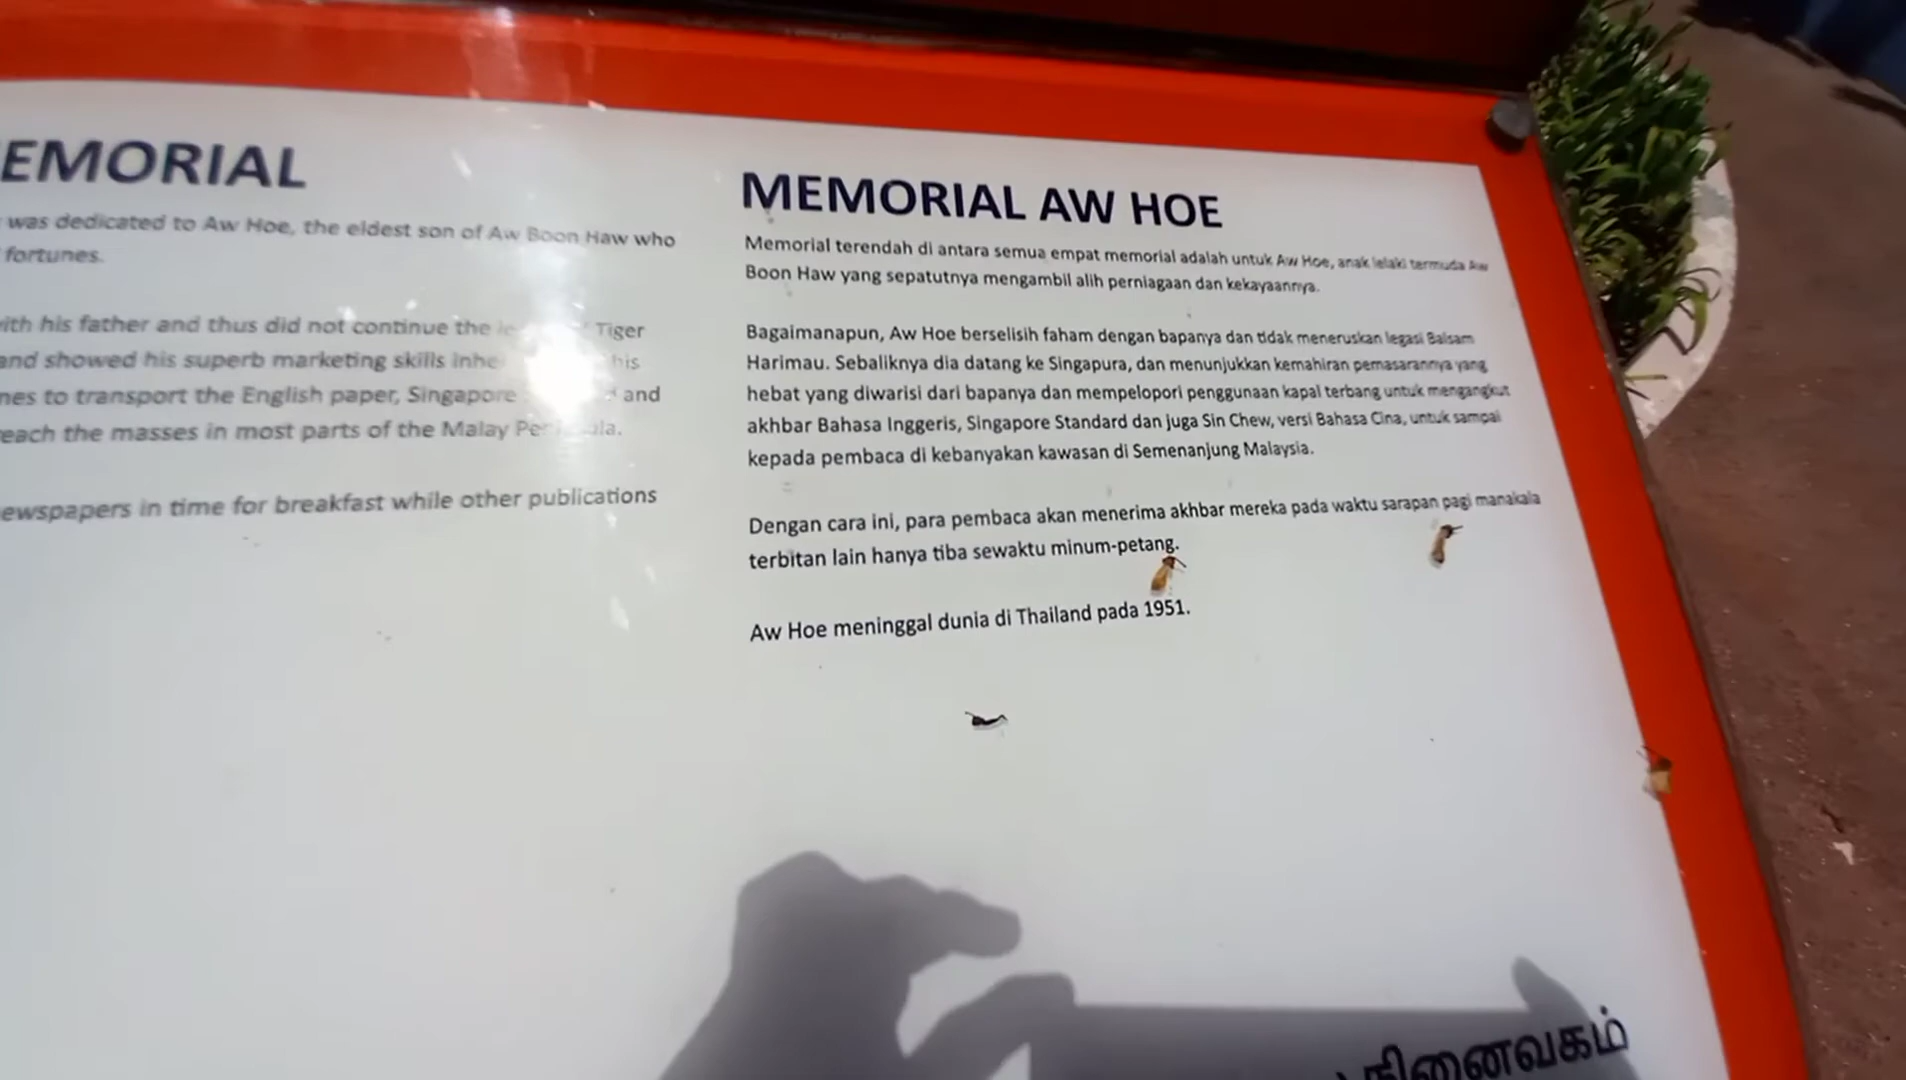 EMORIAL
was dedicated to Aw Hoe, the eldest son of Aw Boon Haw who
fortunes.
with his father and thus did not continue the Tiger
and showed his superb marketing skills his
to transport the English paper, Singapore and
each the masses in most parts of the Malay
ewspapers in time for breakfast while other publications
MEMORIAL AW HOE
Memorial terendah di antara semua empat memorial adalah untuk Aw Hoe, anak lelaki termuda Aw
Boon Haw yang sepatutnya mengambil alih perniagaan dan kekayaannya.
Bagaimanapun, Aw Hoe berselisih faham dengan bapanya dan tidak meneruskan legasi Balsam
Harimau. Sebaliknya dia datang ke Singapura, dan menunjukkan kemahiran pemasarannya yang
hebat yang diwarisi dari bapanya dan mempelopori penggunaan kapal terbang untuk mengangkut
akhbar Bahasa Inggeris, Singapore Standard dan juga Sin Chew, versi Bahasa Cina, untuk sampai
kepada pembaca di kebanyakan kawasan di Semenanjung Malaysia.
Dengan cara ini, para pembaca akan menerima akhbar mereka pada waktu sarapan pagi manakala
terbitan lain hanya tiba sewaktu minum-petang.
Aw Hoe meninggal dunia di Thailand pada 1951.
நினைவகம்